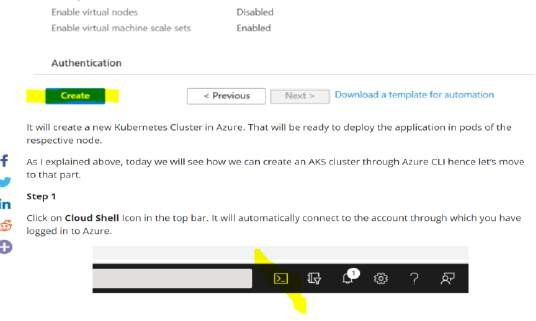 Enable virtual nodes Disabled
Enable virtual machine scale sets Enabled
Authentication
Create < Previous Next > Download a template for automation
It will create a new Kubernetes Cluster in Azure. That will be ready to deploy the application in pods of the
respective node.
As I explained above, today we will see how we can create an AKS cluster through Azure CLI hence let's move
to that part.
Step 1
Click on Cloud Shell icon in the top bar. It will automatically connect to the account through which you have
logged in to Azure.
1